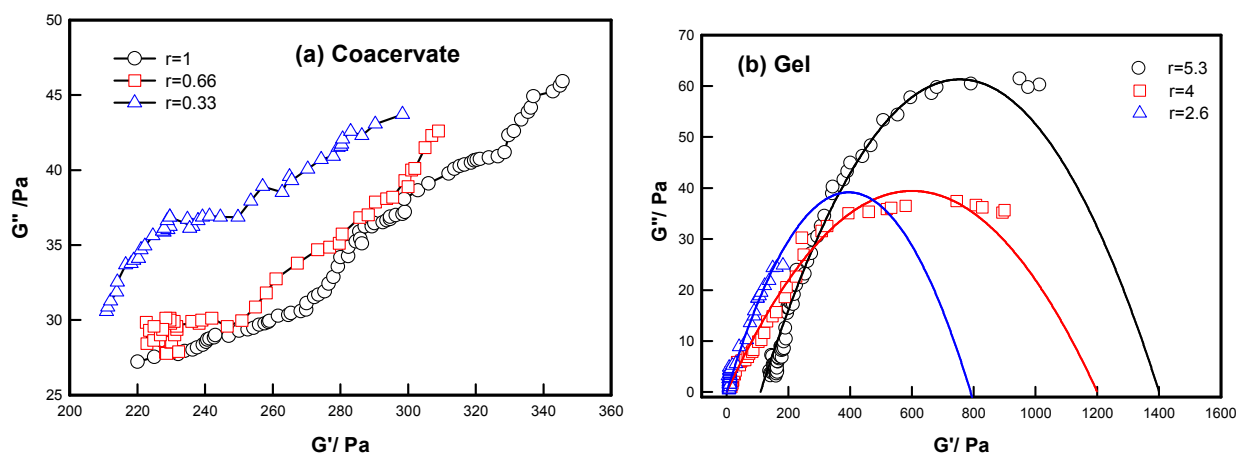 (a) Coacervate
r=1
r=0.66
r=0.33
50
45
40
35
30
25
G'' /Pa
200 220 240 260 280 300 320 340 360
G'/ Pa
(b) Gel
r=5.3
r=4
r=2.6
70
60
50
40
30
20
10
0
G''/ Pa
0 200 400 600 800 1000 1200 1400 1600
G'/ Pa